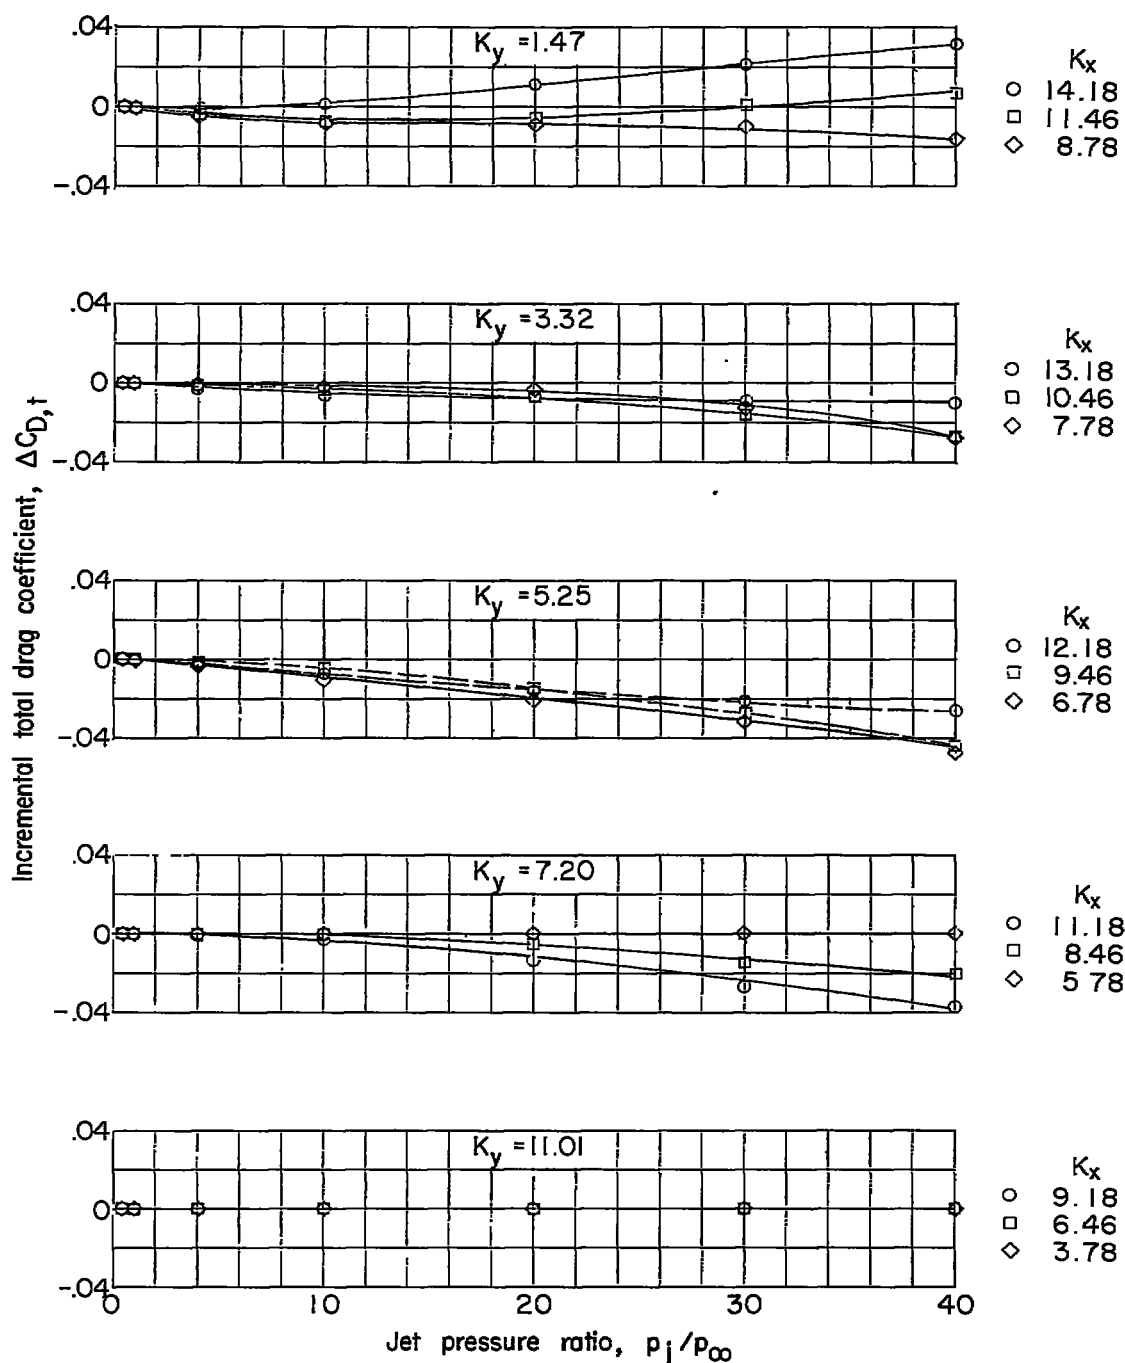 .04
0
-.04
Ky =1.47
Kx
14.18
11.46
8.78
.04
0
-.04
Ky =3.32
Kx
13.18
10.46
7.78
Incremental total drag coefficient, ΔCD,t
.04
0
-.04
Ky =5.25
Kx
12.18
9.46
6.78
.04
0
-.04
Ky =7.20
Kx
11.18
8.46
5 78
.04
0
-.04
Ky =11.01
Kx
9.18
6.46
3.78
0 10 20 30 40
Jet pressure ratio, pj/p∞